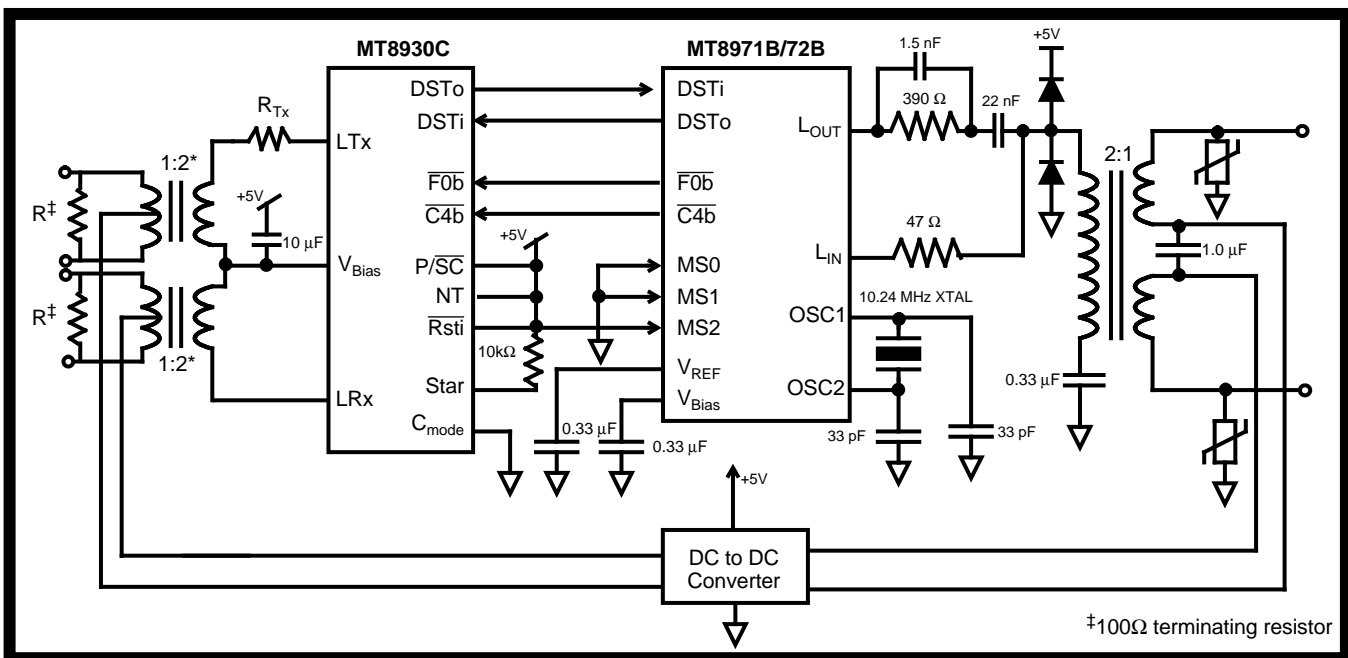 MT8930C
MT8971B/72B
+5V
1.5 nF
DSTo
DSTi
390 Ω
22 nF
R_Tx
DSTi
DSTo
L_OUT
LTx
1:2*
2:1
F0b
F0b
R‡
+5V
C4b
C4b
10 μF
+5V
47 Ω
1.0 μF
V_Bias
P/SC
MS0
L_IN
NT
MS1
10.24 MHz XTAL
R‡
Rsti
MS2
OSC1
1:2*
10kΩ
V_REF
0.33 μF
Star
OSC2
LRx
V_Bias
C_mode
0.33 μF
0.33 μF
33 pF
33 pF
+5V
DC to DC
Converter
‡100Ω terminating resistor